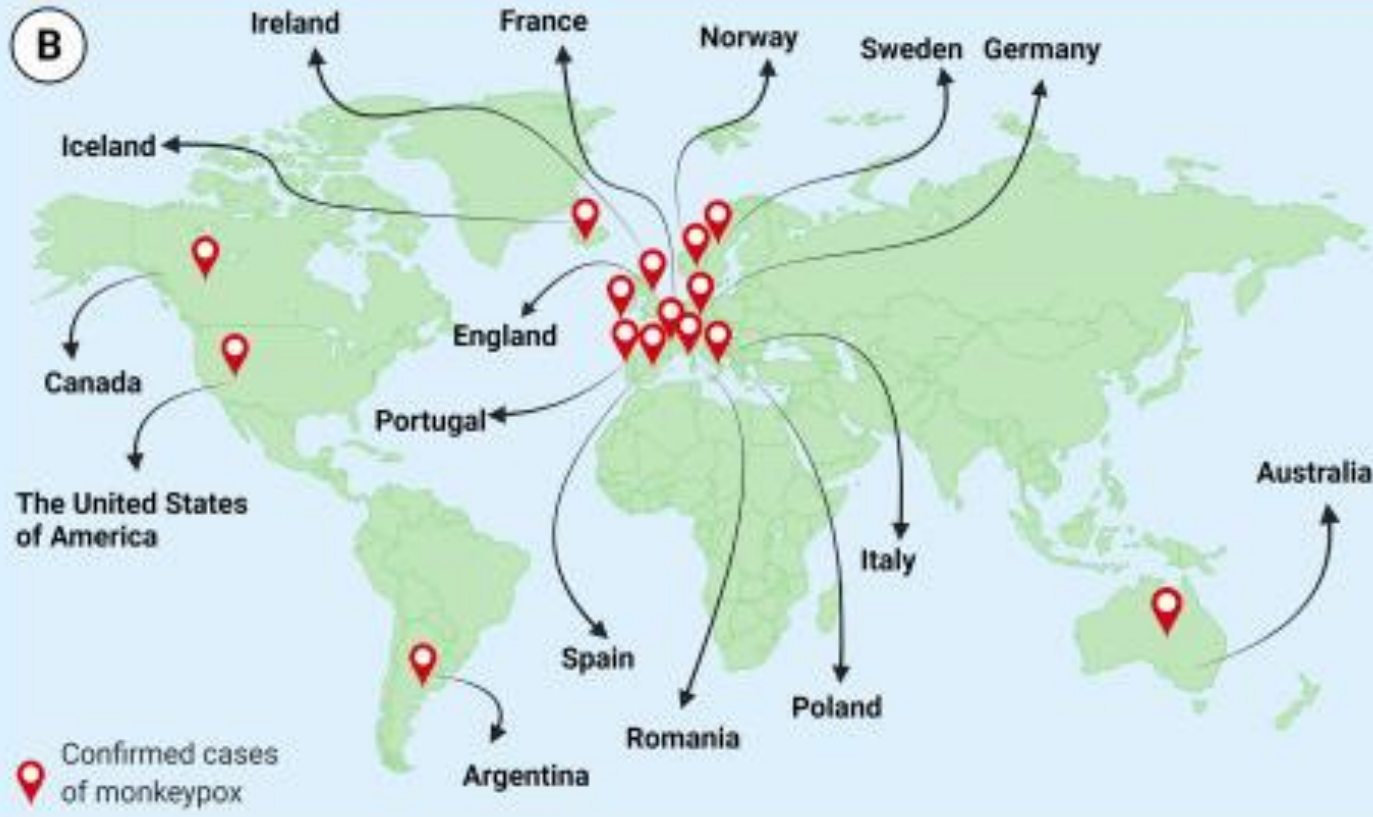 B
Ireland
France
Norway
Sweden
Germany
Iceland
England
Canada
Portugal
The United States
of America
Australia
Italy
Spain
Poland
Romania
Argentina
Confirmed cases
of monkeypox